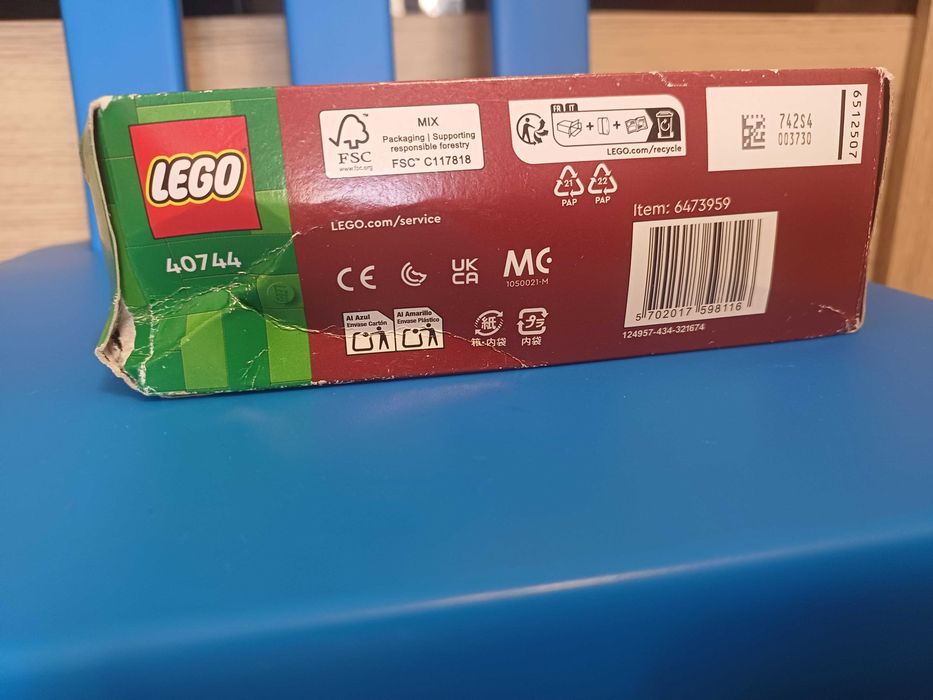 LEGO
40744
FSC
www.fsc.org
MIX
Packaging | Supporting
responsible forestry
FSC™ C117818
FR IT
LEGO.com/recycle
21
PAP
22
PAP
742S4
003730
6512507
LEGO.com/service
CE
UK
CA
1050021-M
Al Azul
Envase Cartón
Al Amarillo
Envase Plástico
紙
箱・内袋
プラ
内袋
Item: 6473959
5 702017 598116
124957-434-321674